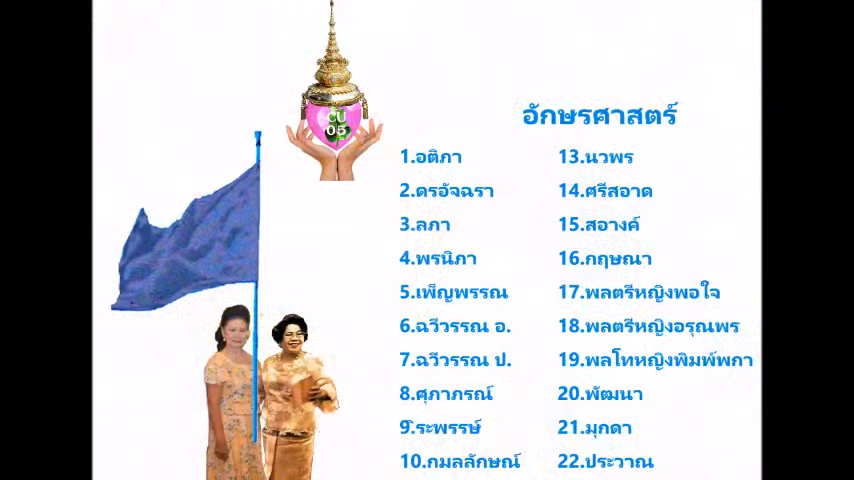 CU
05
อักษรศาสตร์
1.อติภา
2.ดรอัจฉรา
3.ลภา
4.พรนิภา
5.เพ็ญพรรณ
6.ฉวีวรรณ อ.
7.ฉวีวรรณ ป.
8.ศุภาภรณ์
9.ระพรรษ์
10.กมลลักษณ์
13.นวพร
14.ศรีสอาด
15.สอางค์
16.กฤษณา
17.พลตรีหญิงพอใจ
18.พลตรีหญิงอรุณพร
19.พลโทหญิงพิมพ์พกา
20.พัฒนา
21.มุกดา
22.ประวาณ